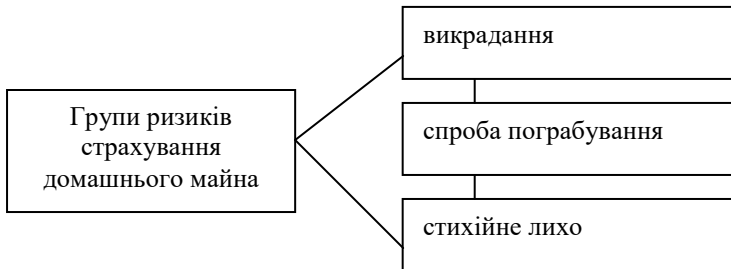 викрадання
Групи ризиків
страхування
домашнього майна
спроба пограбування
стихійне лихо